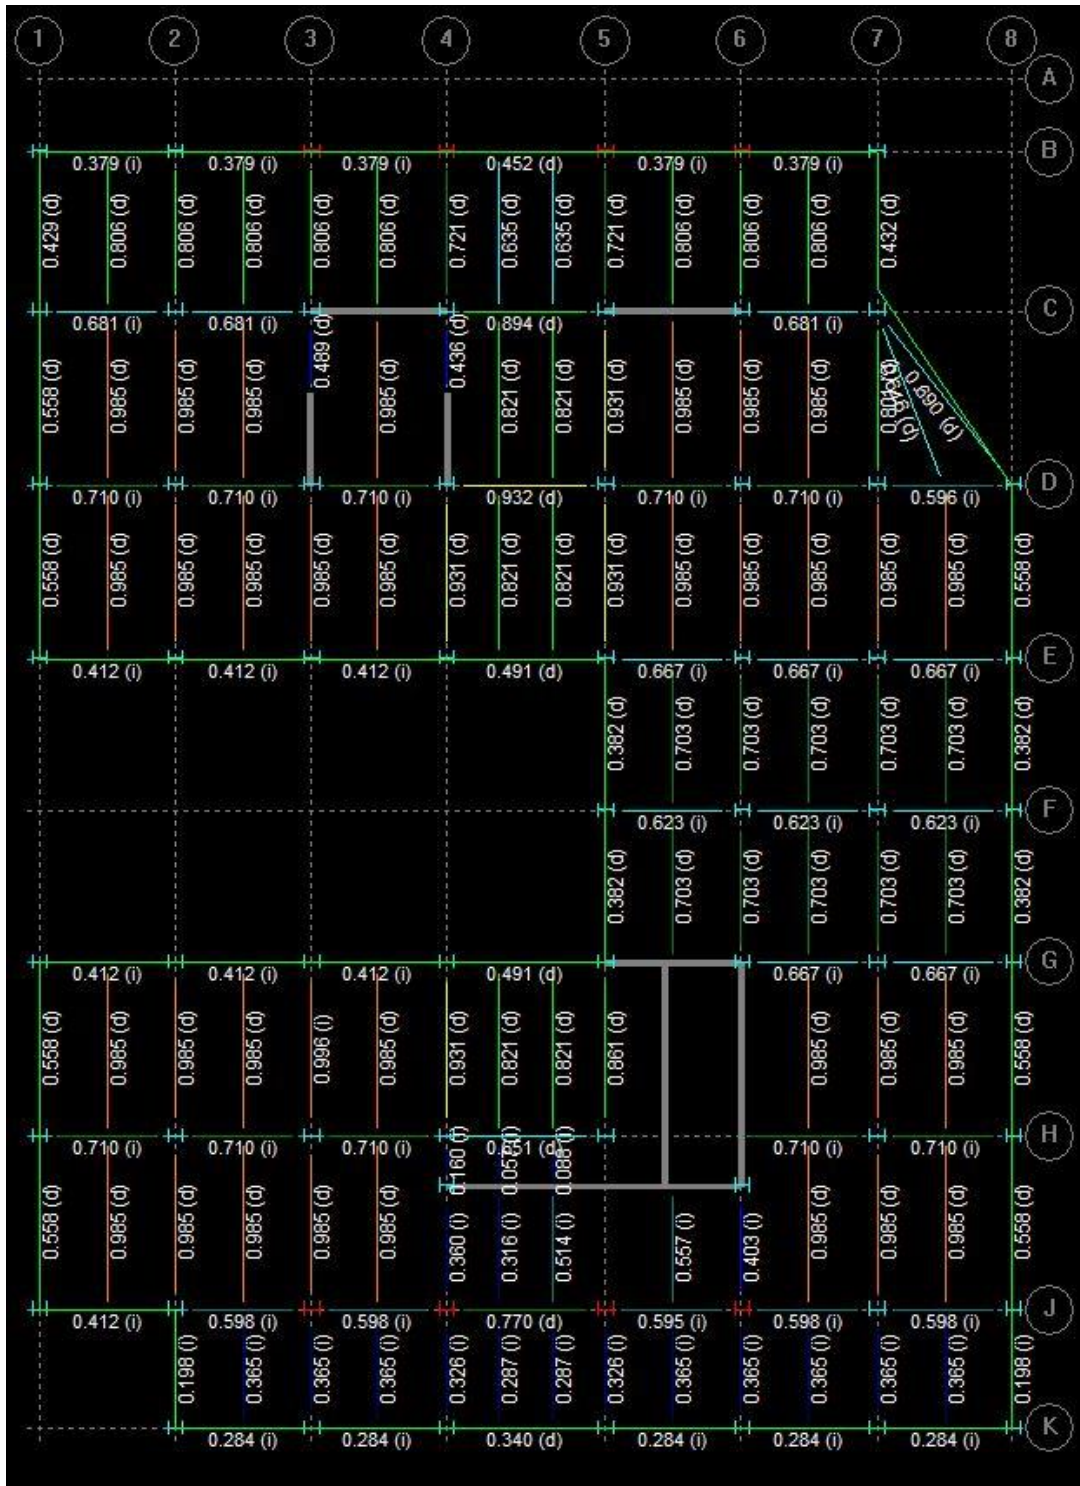 1 2 3 4 5 6 7 8
A
B
0.379 (i) 0.379 (i) 0.379 (i) 0.452 (d) 0.379 (i) 0.379 (i)
0.429 (d) 0.806 (d) 0.806 (d) 0.806 (d) 0.806 (d) 0.806 (d) 0.721 (d) 0.635 (d) 0.635 (d) 0.721 (d) 0.806 (d) 0.806 (d) 0.806 (d) 0.432 (d)
C
0.681 (i) 0.681 (i) 0.894 (d) 0.681 (i)
0.489 (d) 0.436 (d)
0.558 (d) 0.985 (d) 0.985 (d) 0.985 (d) 0.985 (d) 0.821 (d) 0.821 (d) 0.931 (d) 0.985 (d) 0.985 (d) 0.985 (d) 0.690 (d)
D
0.710 (i) 0.710 (i) 0.710 (i) 0.932 (d) 0.710 (i) 0.710 (i) 0.596 (i)
0.558 (d) 0.985 (d) 0.985 (d) 0.985 (d) 0.985 (d) 0.985 (d) 0.931 (d) 0.821 (d) 0.821 (d) 0.931 (d) 0.985 (d) 0.985 (d) 0.985 (d) 0.985 (d) 0.985 (d) 0.558 (d)
E
0.412 (i) 0.412 (i) 0.412 (i) 0.491 (d) 0.667 (i) 0.667 (i) 0.667 (i)
0.382 (d) 0.703 (d) 0.703 (d) 0.703 (d) 0.703 (d) 0.703 (d) 0.382 (d)
F
0.623 (i) 0.623 (i) 0.623 (i)
0.382 (d) 0.703 (d) 0.703 (d) 0.703 (d) 0.703 (d) 0.703 (d) 0.382 (d)
G
0.412 (i) 0.412 (i) 0.412 (i) 0.491 (d) 0.667 (i) 0.667 (i)
0.558 (d) 0.985 (d) 0.985 (d) 0.985 (d) 0.996 (i) 0.985 (d) 0.931 (d) 0.821 (d) 0.821 (d) 0.861 (d) 0.985 (d) 0.985 (d) 0.985 (d) 0.558 (d)
H
0.710 (i) 0.710 (i) 0.710 (i) 0.651 (d) 0.710 (i) 0.710 (i)
0.160 (i) 0.088 (i)
0.558 (d) 0.985 (d) 0.985 (d) 0.985 (d) 0.985 (d) 0.985 (d) 0.360 (i) 0.316 (i) 0.514 (i) 0.557 (i) 0.403 (i) 0.985 (d) 0.985 (d) 0.985 (d) 0.558 (d)
J
0.412 (i) 0.598 (i) 0.598 (i) 0.770 (d) 0.595 (i) 0.598 (i) 0.598 (i)
0.198 (i) 0.365 (i) 0.365 (i) 0.365 (i) 0.326 (i) 0.287 (i) 0.287 (i) 0.326 (i) 0.365 (i) 0.365 (i) 0.365 (i) 0.365 (i) 0.365 (i) 0.198 (i)
K
0.284 (i) 0.284 (i) 0.340 (d) 0.284 (i) 0.284 (i) 0.284 (i)